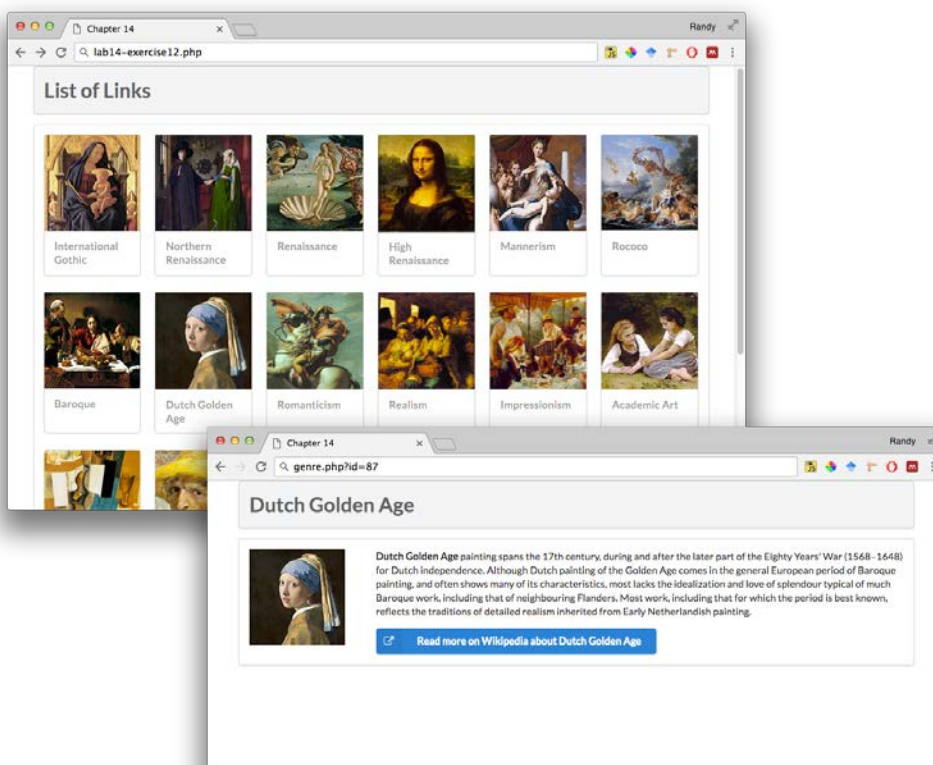 Chapter 14
Randy
lab14-exercise12.php
List of Links
International
Gothic
Northern
Renaissance
Renaissance
High
Renaissance
Mannerism
Rococo
Baroque
Dutch Golden
Age
Romanticism
Realism
Impressionism
Academic Art
Chapter 14
Randy
genre.php?id=87
Dutch Golden Age
Dutch Golden Age painting spans the 17th century, during and after the later part of the Eighty Years' War (1568–1648)
for Dutch independence. Although Dutch painting of the Golden Age comes in the general European period of Baroque
painting, and often shows many of its characteristics, most lacks the idealization and love of splendour typical of much
Baroque work, including that of neighbouring Flanders. Most work, including that for which the period is best known,
reflects the traditions of detailed realism inherited from Early Netherlandish painting.
Read more on Wikipedia about Dutch Golden Age